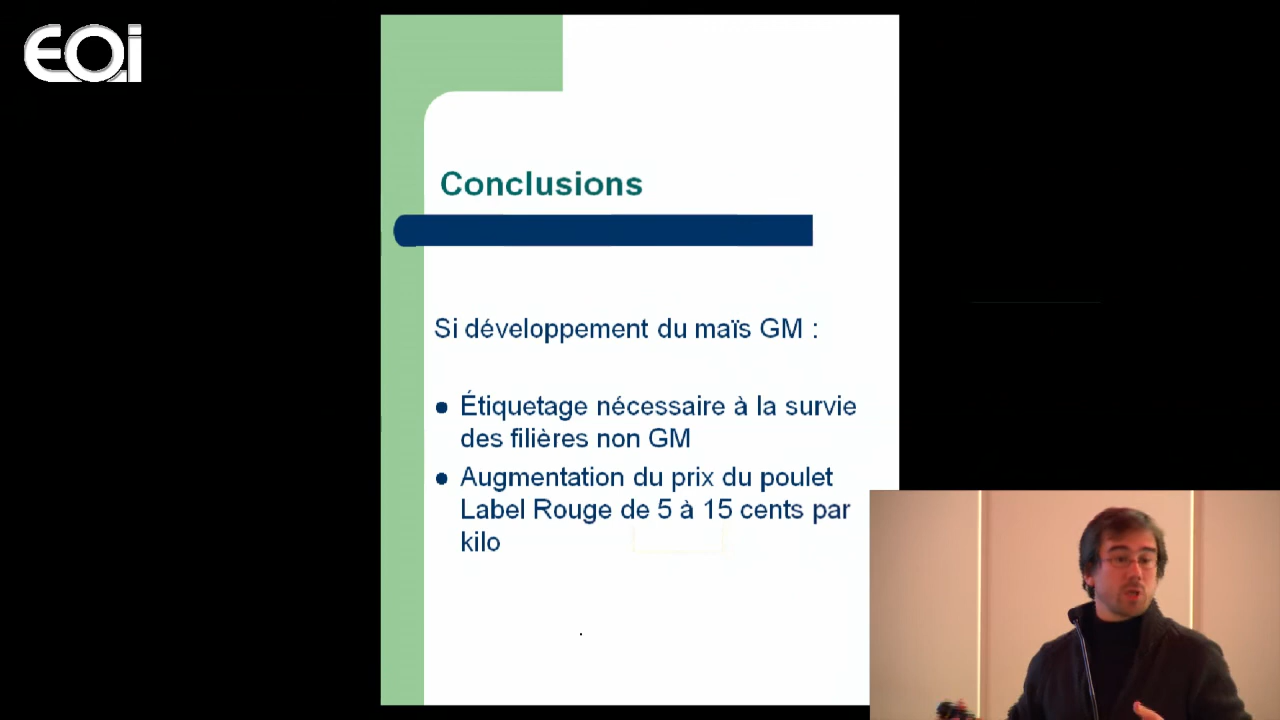 EOi
Conclusions
Si développement du maïs GM :
● Étiquetage nécessaire à la survie
des filières non GM
● Augmentation du prix du poulet
Label Rouge de 5 à 15 cents par
kilo
.